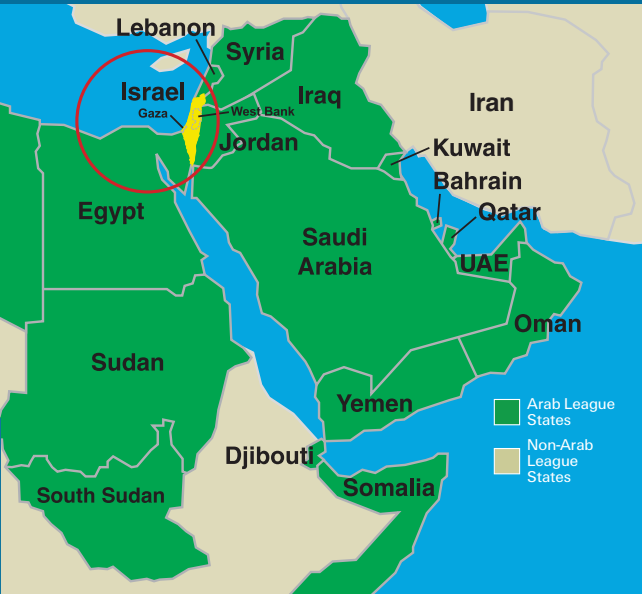 Lebanon
Syria
Israel
Iraq
Iran
Gaza
West Bank
Jordan
Kuwait
Bahrain
Qatar
Egypt
Saudi
Arabia
UAE
Oman
Sudan
Yemen
Arab League
States
Djibouti
Non-Arab
League
States
South Sudan
Somalia